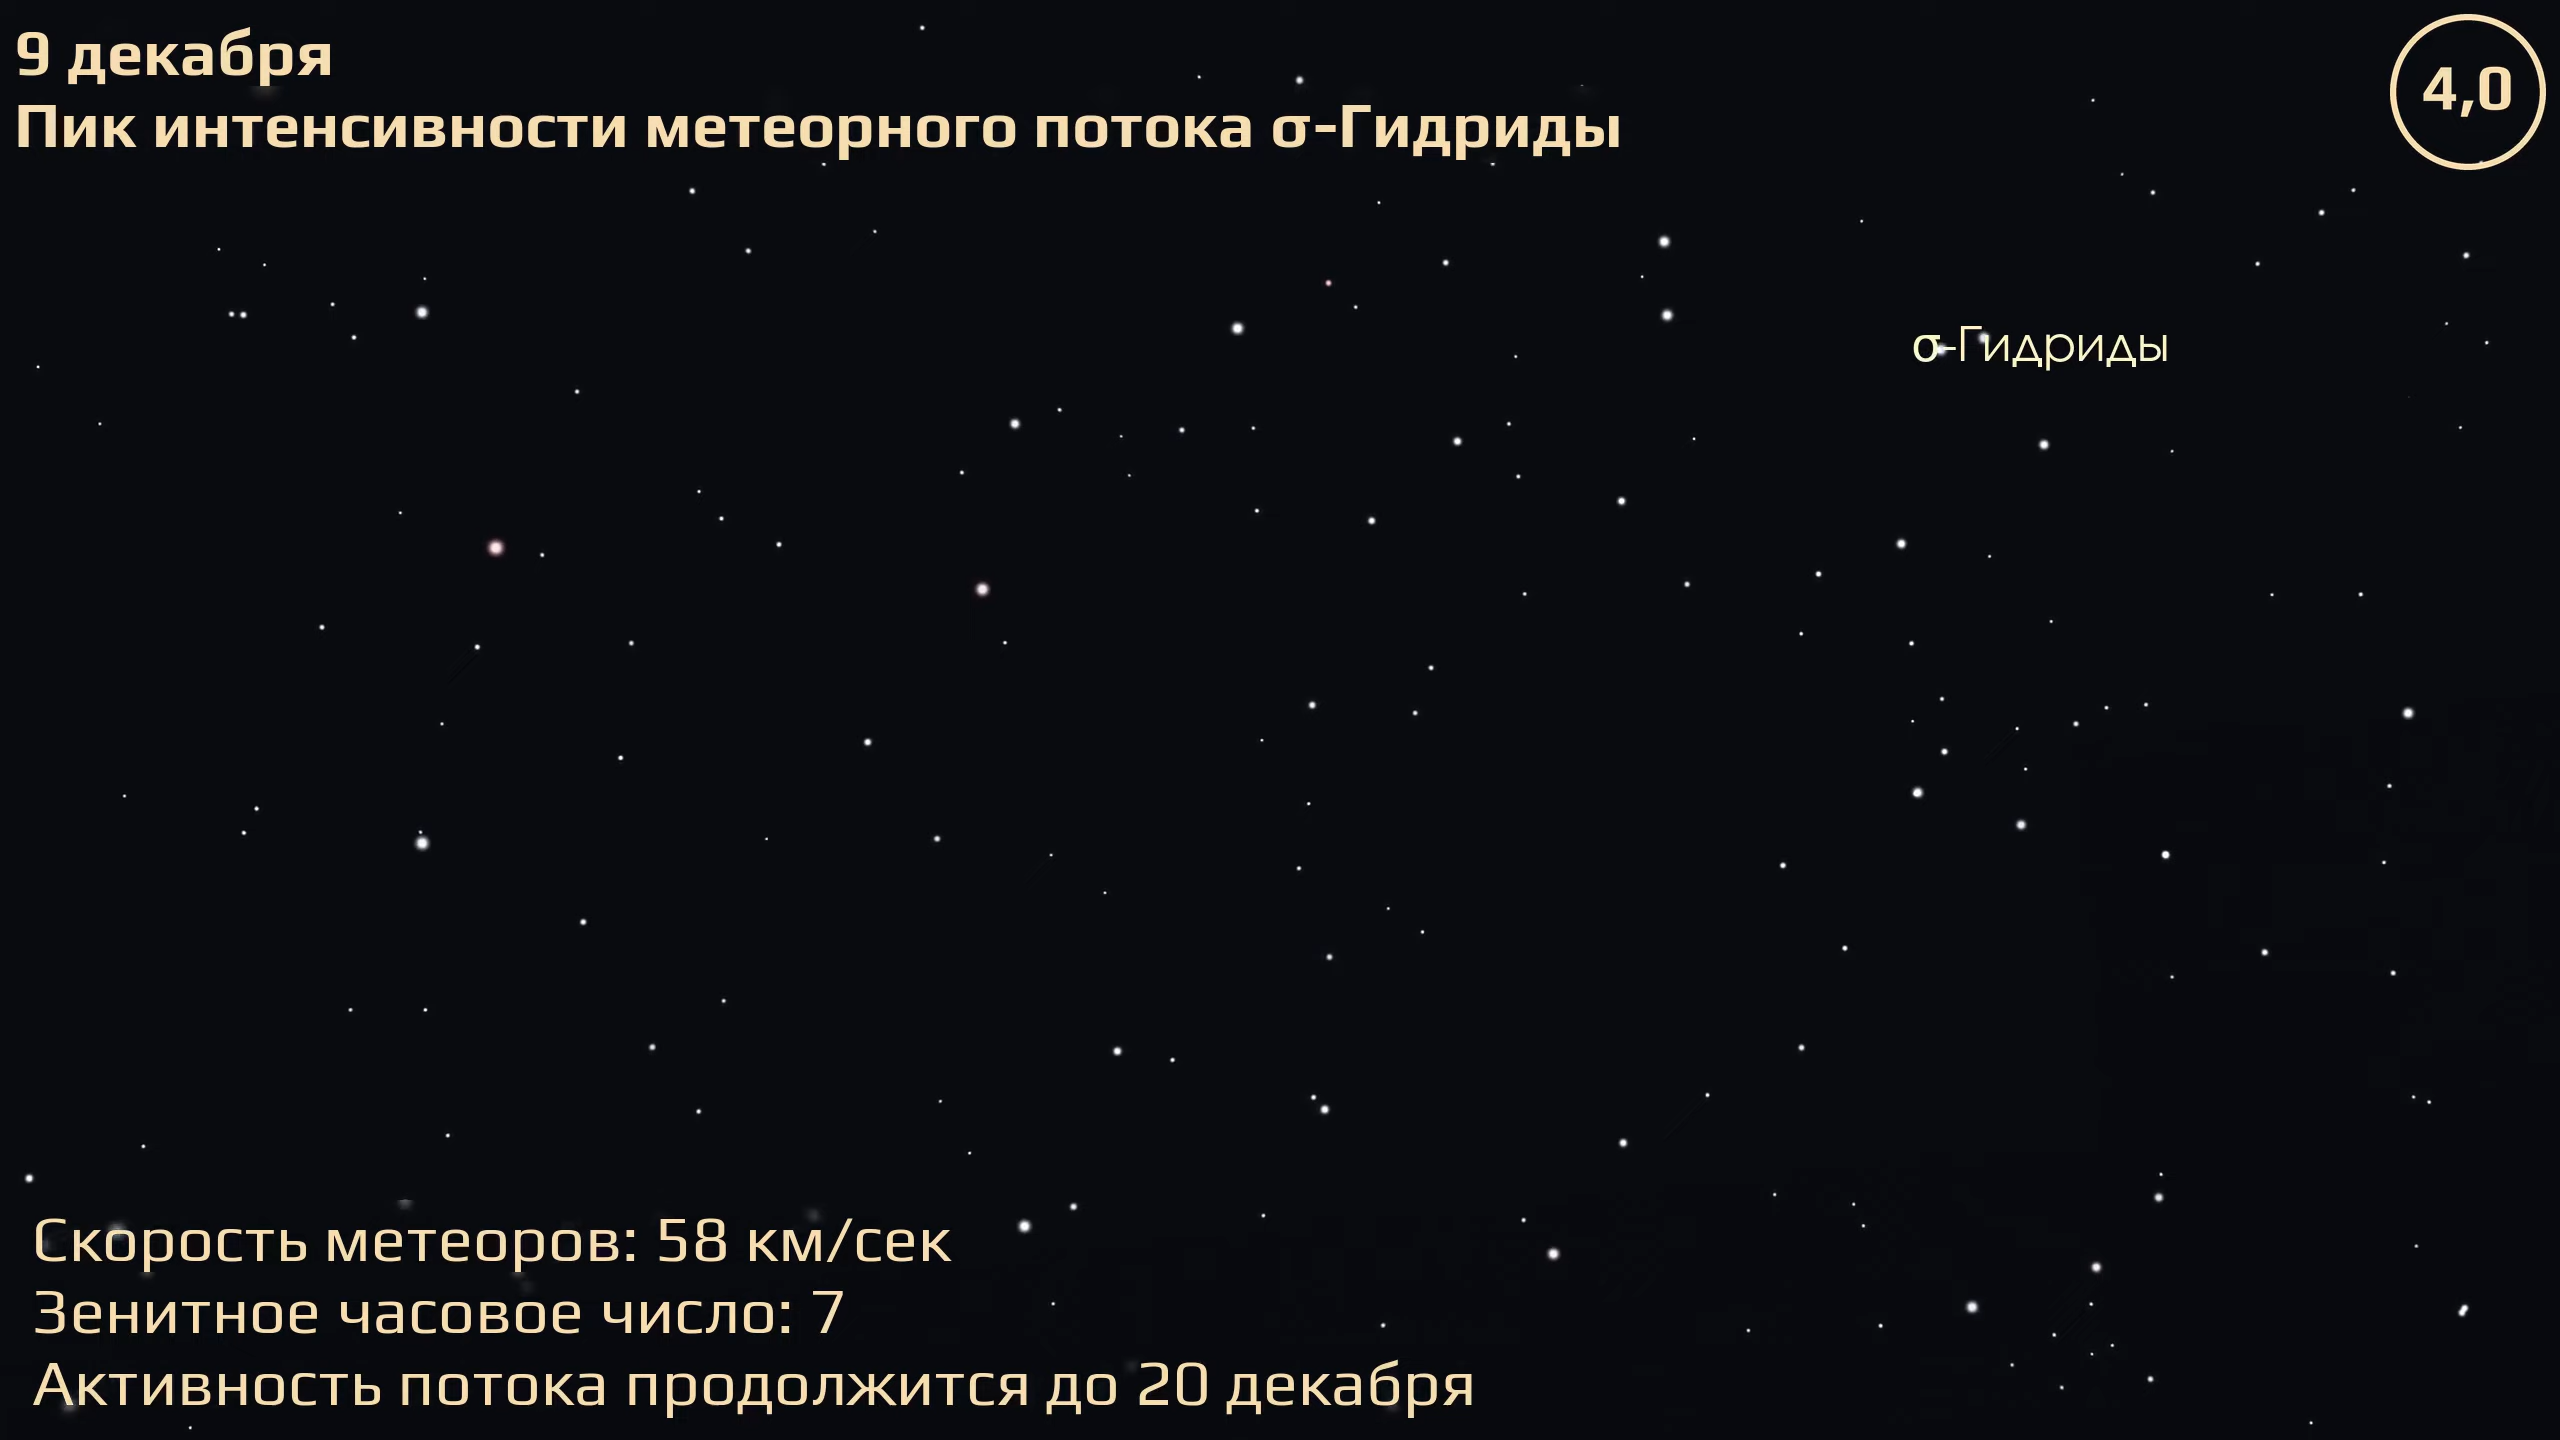 9 декабря
Пик интенсивности метеорного потока σ-Гидриды
4,0
σ-Гидриды
Скорость метеоров: 58 км/сек
Зенитное часовое число: 7
Активность потока продолжится до 20 декабря